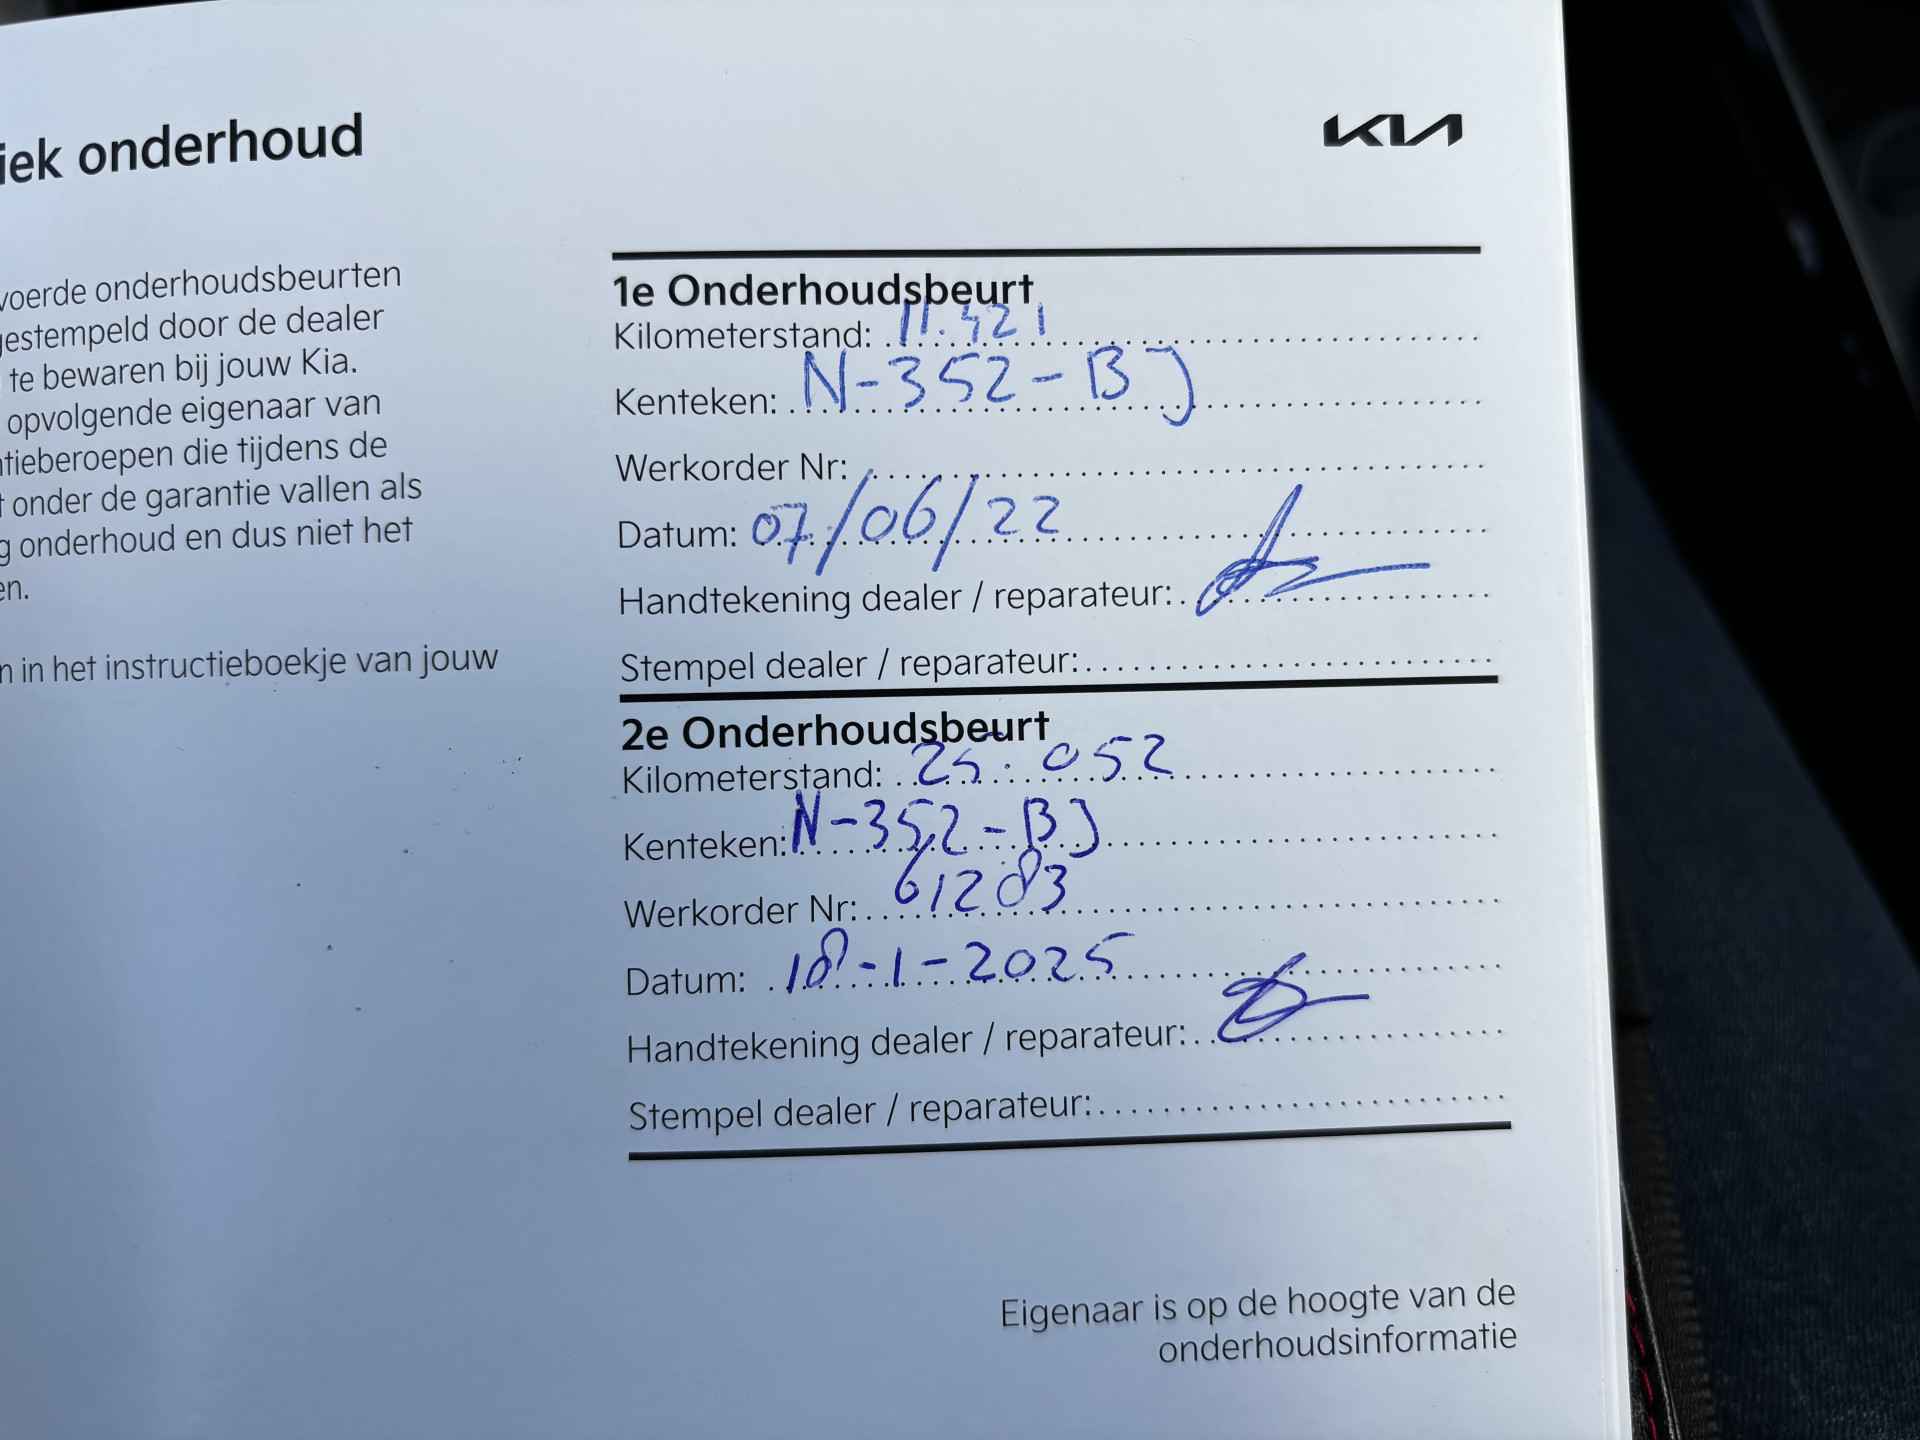 iek onderhoud
KIA
voerde onderhoudsbeurten
gestempeld door de dealer
te bewaren bij jouw Kia.
opvolgende eigenaar van
ntieberoepen die tijdens de
t onder de garantie vallen als
g onderhoud en dus niet het
en.
n in het instructieboekje van jouw
1e Onderhoudsbeurt
Kilometerstand: 11.421
Kenteken: N-352-BJ
Werkorder Nr:
Datum: 07/06/22
Handtekening dealer / reparateur:
Stempel dealer / reparateur:
2e Onderhoudsbeurt
Kilometerstand: 25.052
Kenteken: N-352-BJ
Werkorder Nr: 61283
Datum: 18-1-2025
Handtekening dealer / reparateur:
Stempel dealer / reparateur:
Eigenaar is op de hoogte van de
onderhoudsinformatie